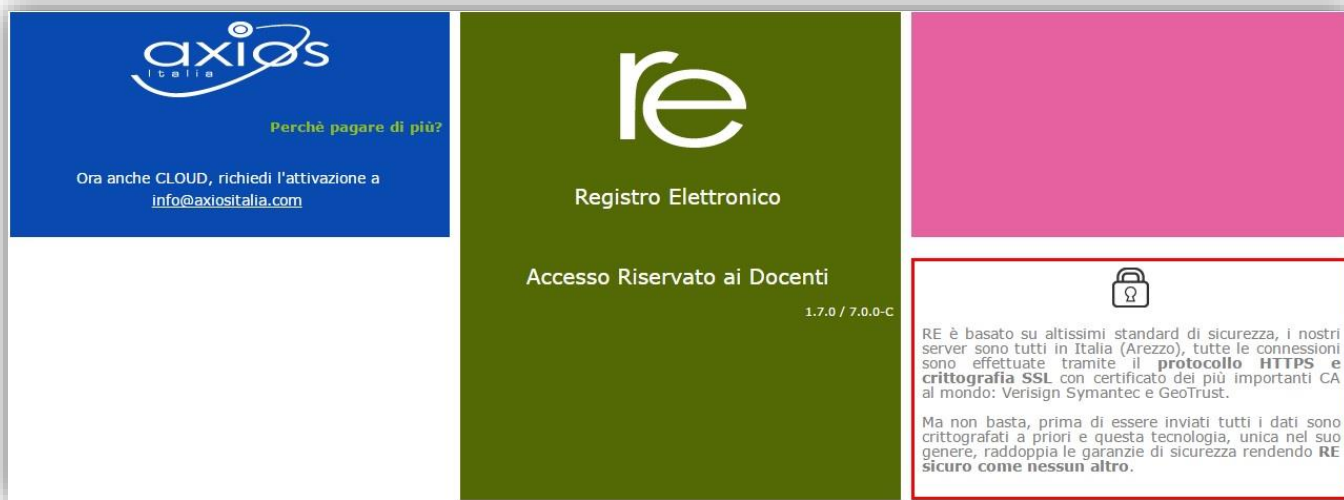 axios
Italia
Perchè pagare di più?
Ora anche CLOUD, richiedi l'attivazione a
info@axiositalia.com
re
Registro Elettronico
Accesso Riservato ai Docenti
1.7.0 / 7.0.0-C
RE è basato su altissimi standard di sicurezza, i nostri
server sono tutti in Italia (Arezzo), tutte le connessioni
sono effettuate tramite il protocollo HTTPS e
crittografia SSL con certificato dei più importanti CA
al mondo: Verisign Symantec e GeoTrust.
Ma non basta, prima di essere inviati tutti i dati sono
crittografati a priori e questa tecnologia, unica nel suo
genere, raddoppia le garanzie di sicurezza rendendo RE
sicuro come nessun altro.